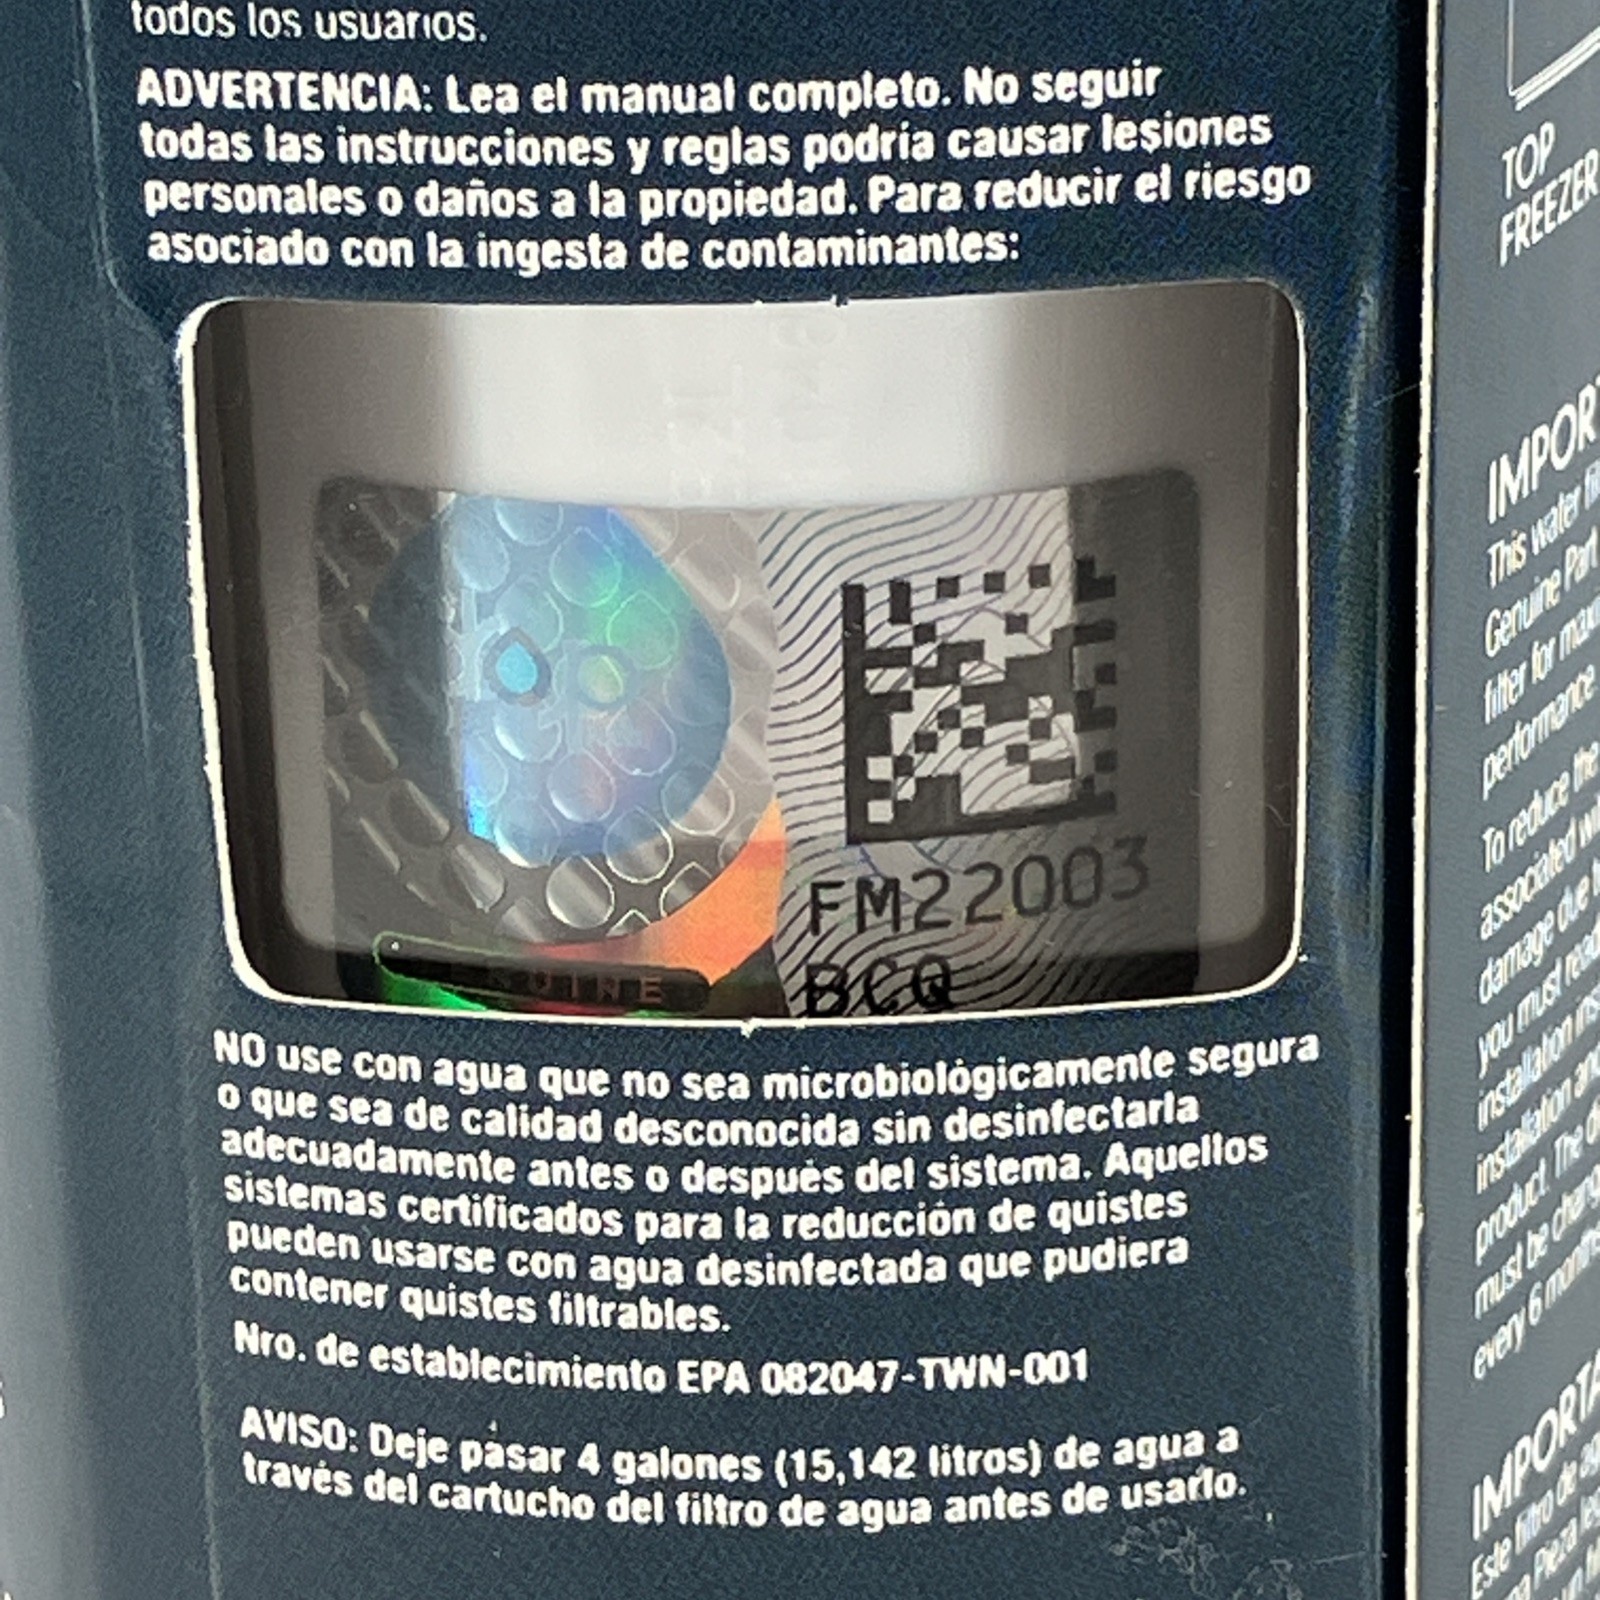 todos los usuarios.
ADVERTENCIA: Lea el manual completo. No seguir
todas las instrucciones y reglas podría causar lesiones
personales o daños a la propiedad. Para reducir el riesgo
asociado con la ingesta de contaminantes:
FM22003
BCQ
NO use con agua que no sea microbiológicamente segura
o que sea de calidad desconocida sin desinfectarla
adecuadamente antes o después del sistema. Aquellos
sistemas certificados para la reducción de quistes
pueden usarse con agua desinfectada que pudiera
contener quistes filtrables.
Nro. de establecimiento EPA 082047-TWN-001
AVISO: Deje pasar 4 galones (15,142 litros) de agua a
través del cartucho del filtro de agua antes de usarlo.
TOP
FREEZER
This water
Genuine Part
filter for
performance
To reduce the
associated
damage due
you must read
installation
installation and
product. The
must be
every 6 months
Este filtro de